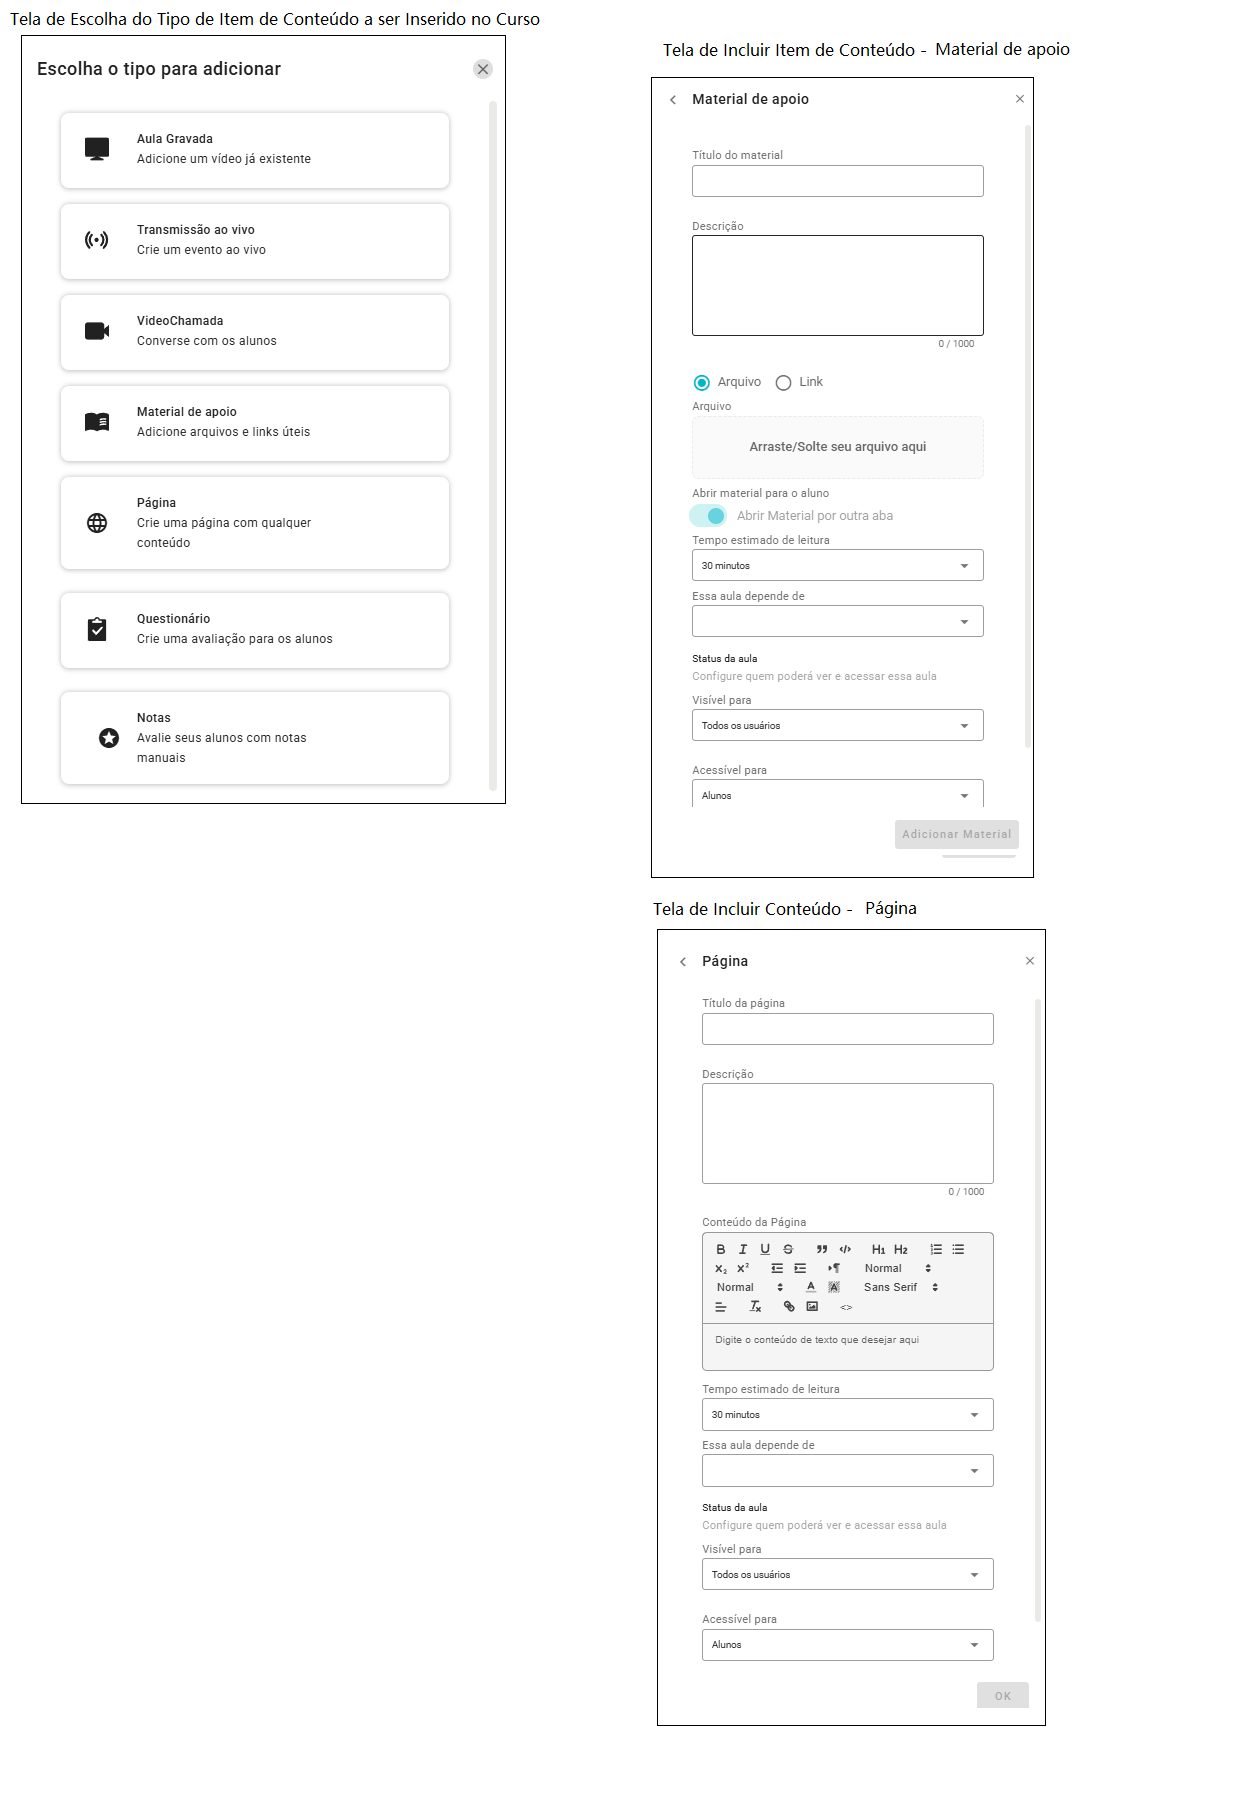 Tela de Escolha do Tipo de Item de Conteúdo a ser Inserido no Curso
Escolha o tipo para adicionar
Aula Gravada
Adicione um vídeo já existente
Transmissão ao vivo
Crie um evento ao vivo
VideoChamada
Converse com os alunos
Material de apoio
Adicione arquivos e links úteis
Página
Crie uma página com qualquer
conteúdo
Questionário
Crie uma avaliação para os alunos
Notas
Avalie seus alunos com notas
manuais
Tela de Incluir Item de Conteúdo - Material de apoio
Material de apoio
Título do material
Descrição
0 / 1000
Arquivo Link
Arquivo
Arraste/Solte seu arquivo aqui
Abrir material para o aluno
Abrir Material por outra aba
Tempo estimado de leitura
30 minutos
Essa aula depende de
Status da aula
Configure quem poderá ver e acessar essa aula
Visível para
Todos os usuários
Acessível para
Alunos
Adicionar Material
Tela de Incluir Conteúdo - Página
Página
Título da página
Descrição
0 / 1000
Conteúdo da Página
B I U S H1 H2
X2 X2 Normal
Normal A A Sans Serif
Tx <>
Digite o conteúdo de texto que desejar aqui
Tempo estimado de leitura
30 minutos
Essa aula depende de
Status da aula
Configure quem poderá ver e acessar essa aula
Visível para
Todos os usuários
Acessível para
Alunos
OK